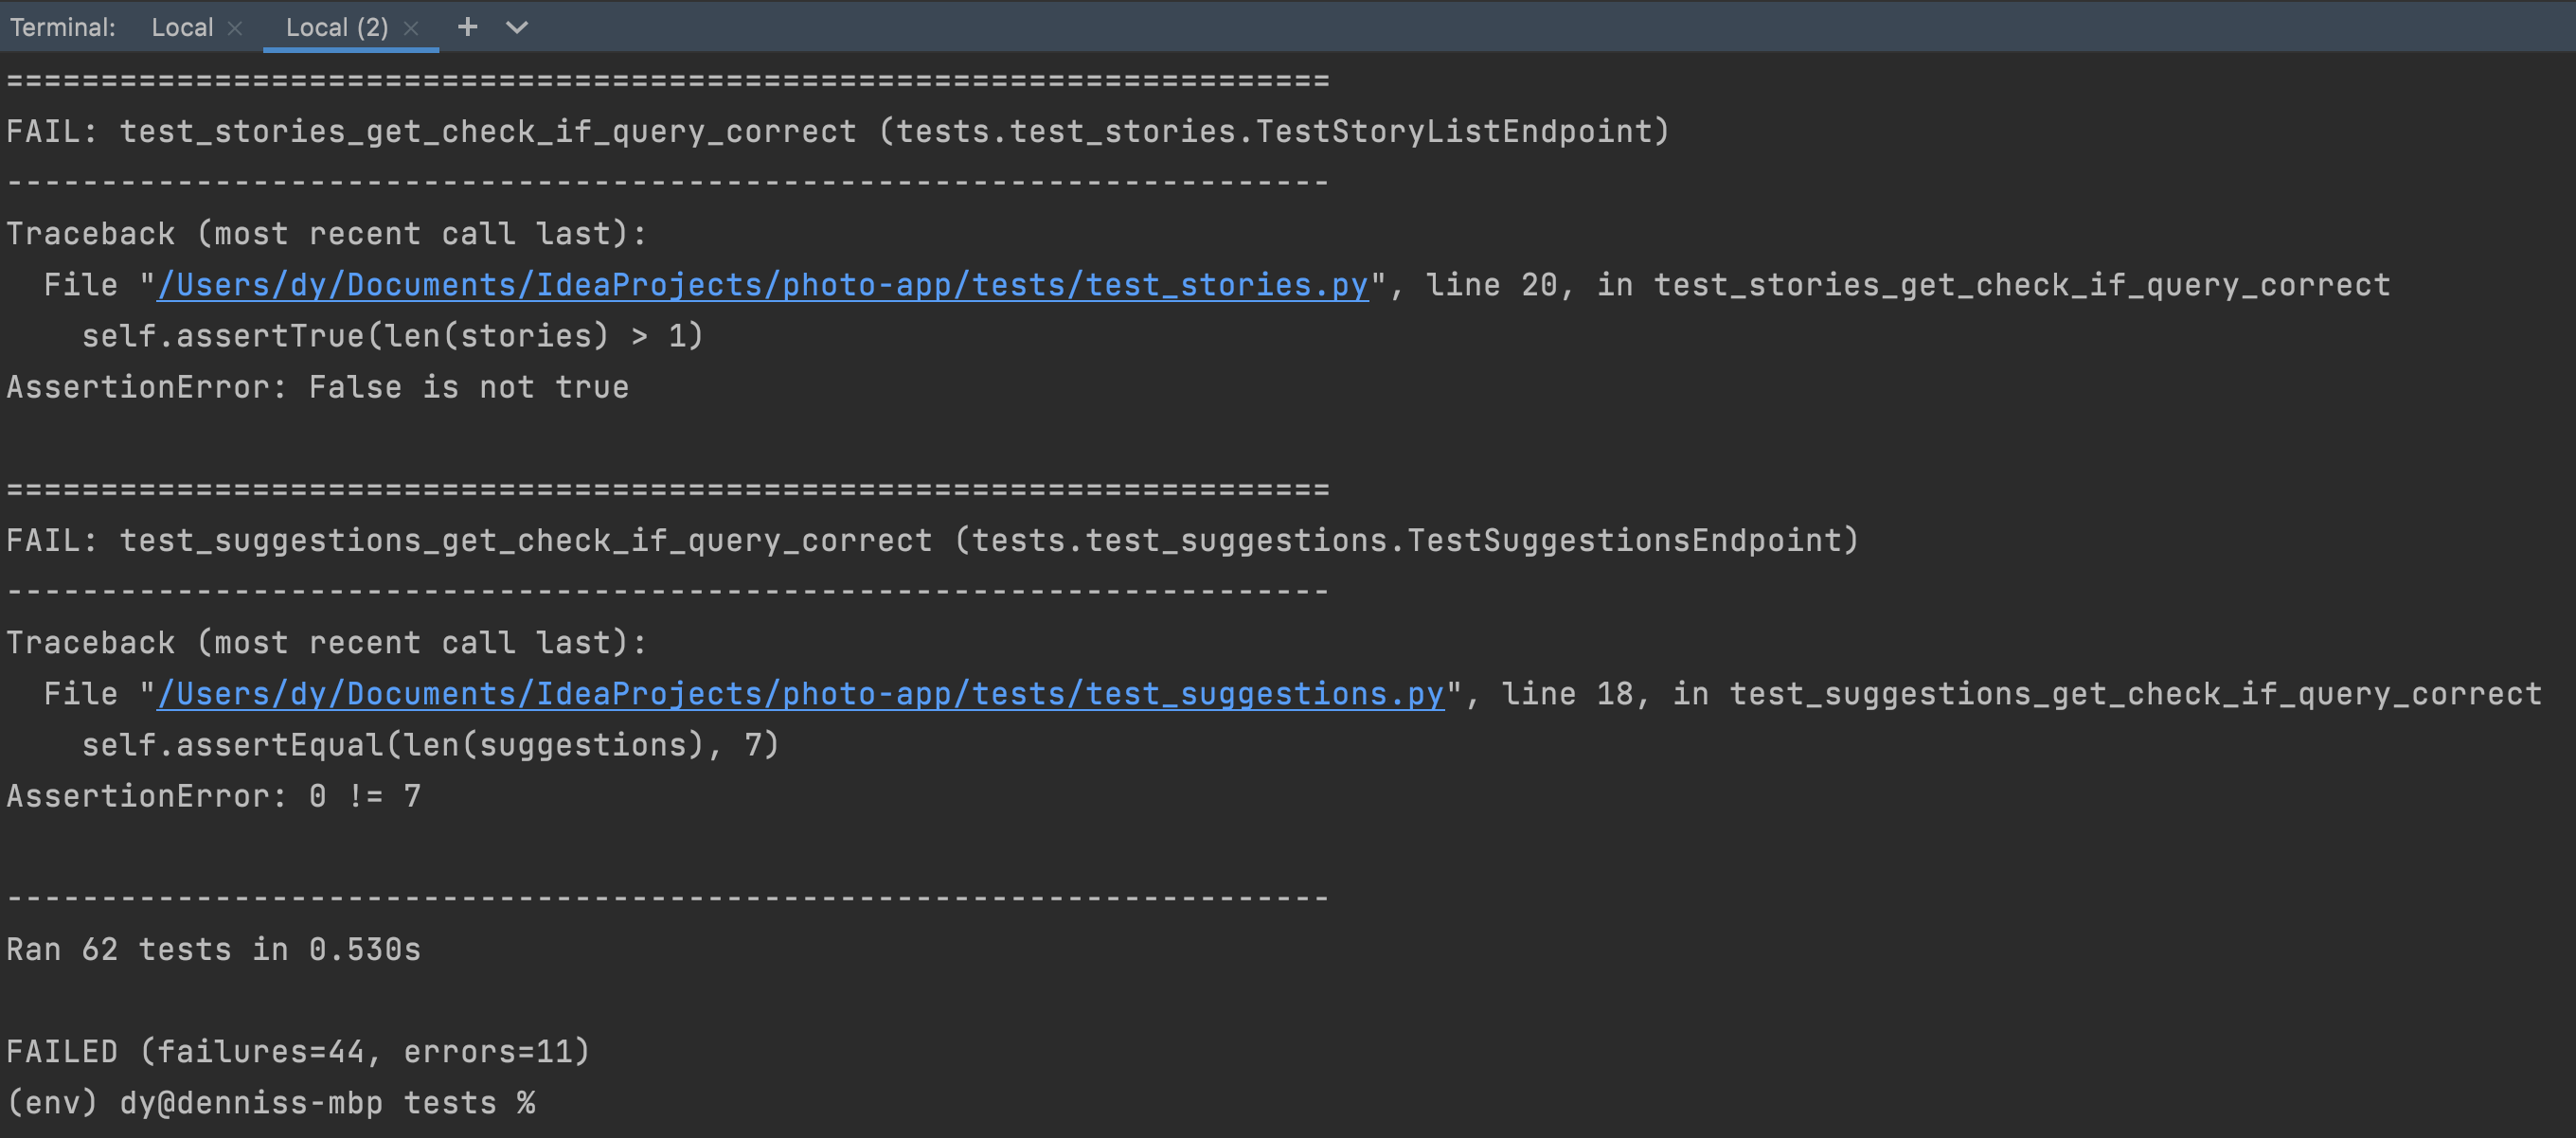 Terminal: Local × Local (2) × +
======================================================================
FAIL: test_stories_get_check_if_query_correct (tests.test_stories.TestStoryListEndpoint)
----------------------------------------------------------------------
Traceback (most recent call last):
  File "/Users/dy/Documents/IdeaProjects/photo-app/tests/test_stories.py", line 20, in test_stories_get_check_if_query_correct
    self.assertTrue(len(stories) > 1)
AssertionError: False is not true
======================================================================
FAIL: test_suggestions_get_check_if_query_correct (tests.test_suggestions.TestSuggestionsEndpoint)
----------------------------------------------------------------------
Traceback (most recent call last):
  File "/Users/dy/Documents/IdeaProjects/photo-app/tests/test_suggestions.py", line 18, in test_suggestions_get_check_if_query_correct
    self.assertEqual(len(suggestions), 7)
AssertionError: 0 != 7
----------------------------------------------------------------------
Ran 62 tests in 0.530s
FAILED (failures=44, errors=11)
(env) dy@denniss-mbp tests %